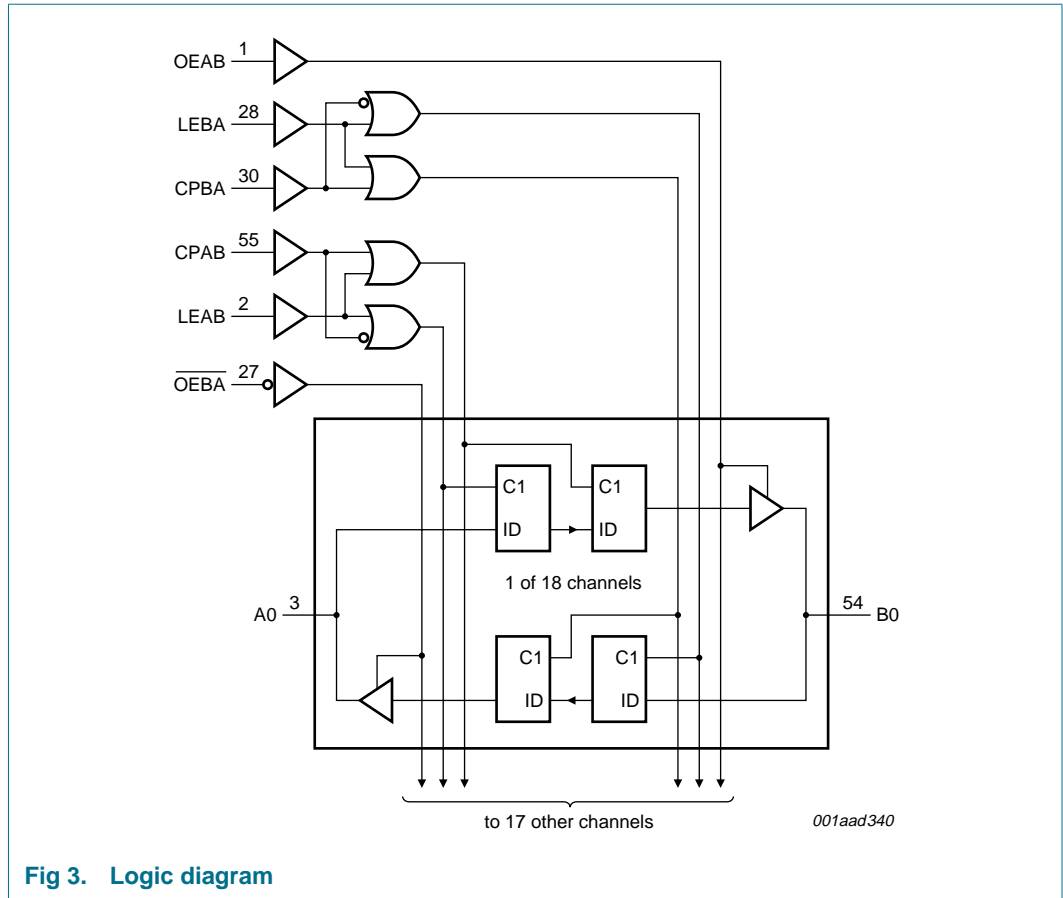 OEAB 1
LEBA 28
CPBA 30
CPAB 55
LEAB 2
OEBA 27
C1 C1
ID ID
1 of 18 channels
A0 3 54 B0
C1 C1
ID ID
to 17 other channels
001aad340
Fig 3. Logic diagram